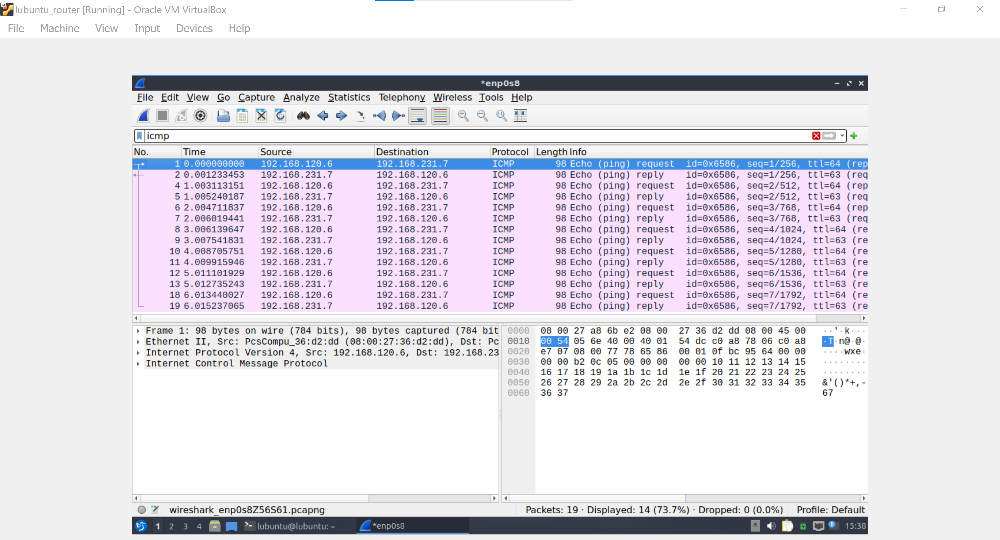 64
lubuntu_router [Running] - Oracle VM VirtualBox
File Machine View Input Devices Help
*enp0s8
File Edit View Go Capture Analyze Statistics Telephony Wireless Tools Help
icmp
No. Time Source Destination Protocol Length Info
1 0.000000000 192.168.120.6 192.168.231.7 ICMP 98 Echo (ping) request id=0x6586, seq=1/256, ttl=64 (rep
2 0.001233453 192.168.231.7 192.168.120.6 ICMP 98 Echo (ping) reply id=0x6586, seq=1/256, ttl=63 (req
4 1.003113151 192.168.120.6 192.168.231.7 ICMP 98 Echo (ping) request id=0x6586, seq=2/512, ttl=64 (rep
5 1.005240187 192.168.231.7 192.168.120.6 ICMP 98 Echo (ping) reply id=0x6586, seq=2/512, ttl=63 (req
6 2.004711837 192.168.120.6 192.168.231.7 ICMP 98 Echo (ping) request id=0x6586, seq=3/768, ttl=64 (rep
7 2.006019441 192.168.231.7 192.168.120.6 ICMP 98 Echo (ping) reply id=0x6586, seq=3/768, ttl=63 (req
8 3.006139647 192.168.120.6 192.168.231.7 ICMP 98 Echo (ping) request id=0x6586, seq=4/1024, ttl=64 (re
9 3.007541831 192.168.231.7 192.168.120.6 ICMP 98 Echo (ping) reply id=0x6586, seq=4/1024, ttl=63 (re
10 4.008705751 192.168.120.6 192.168.231.7 ICMP 98 Echo (ping) request id=0x6586, seq=5/1280, ttl=64 (re
11 4.009915946 192.168.231.7 192.168.120.6 ICMP 98 Echo (ping) reply id=0x6586, seq=5/1280, ttl=63 (re
12 5.011101929 192.168.120.6 192.168.231.7 ICMP 98 Echo (ping) request id=0x6586, seq=6/1536, ttl=64 (re
13 5.012735243 192.168.231.7 192.168.120.6 ICMP 98 Echo (ping) reply id=0x6586, seq=6/1536, ttl=63 (re
18 6.013440027 192.168.120.6 192.168.231.7 ICMP 98 Echo (ping) request id=0x6586, seq=7/1792, ttl=64 (re
19 6.015237065 192.168.231.7 192.168.120.6 ICMP 98 Echo (ping) reply id=0x6586, seq=7/1792, ttl=63 (re
Frame 1: 98 bytes on wire (784 bits), 98 bytes captured (784 bit
Ethernet II, Src: PcsCompu_36:d2:dd (08:00:27:36:d2:dd), Dst: Pc
Internet Protocol Version 4, Src: 192.168.120.6, Dst: 192.168.23
Internet Control Message Protocol
0000 08 00 27 a8 6b e2 08 00 27 36 d2 dd 08 00 45 00 ··'·k···
0010 00 54 05 6e 40 00 40 01 54 dc c0 a8 78 06 c0 a8 ·T·n@·@·
0020 e7 07 08 00 77 78 65 86 00 01 0f bc 95 64 00 00 ····wxe·
0030 00 00 b2 0c 05 00 00 00 00 00 10 11 12 13 14 15 ········
0040 16 17 18 19 1a 1b 1c 1d 1e 1f 20 21 22 23 24 25 ········
0050 26 27 28 29 2a 2b 2c 2d 2e 2f 30 31 32 33 34 35 &'()*+,-
0060 36 37 67
wireshark_enp0s8Z56S61.pcapng Packets: 19 · Displayed: 14 (73.7%) · Dropped: 0 (0.0%) Profile: Default
1 2 3 4 lubuntu@lubuntu: ~ *enp0s8 15:38